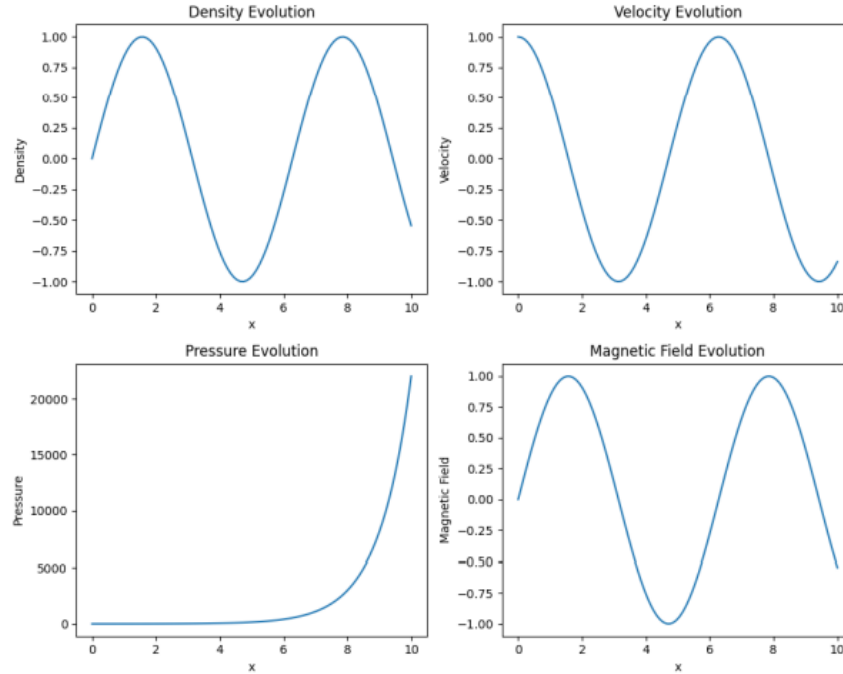 Density Evolution
1.00
0.75
0.50
0.25
0.00
−0.25
−0.50
−0.75
−1.00
Density
0 2 4 6 8 10
x
Velocity Evolution
1.00
0.75
0.50
0.25
0.00
−0.25
−0.50
−0.75
−1.00
Velocity
0 2 4 6 8 10
x
Pressure Evolution
20000
15000
10000
5000
0
Pressure
0 2 4 6 8 10
x
Magnetic Field Evolution
1.00
0.75
0.50
0.25
0.00
−0.25
−0.50
−0.75
−1.00
Magnetic Field
0 2 4 6 8 10
x